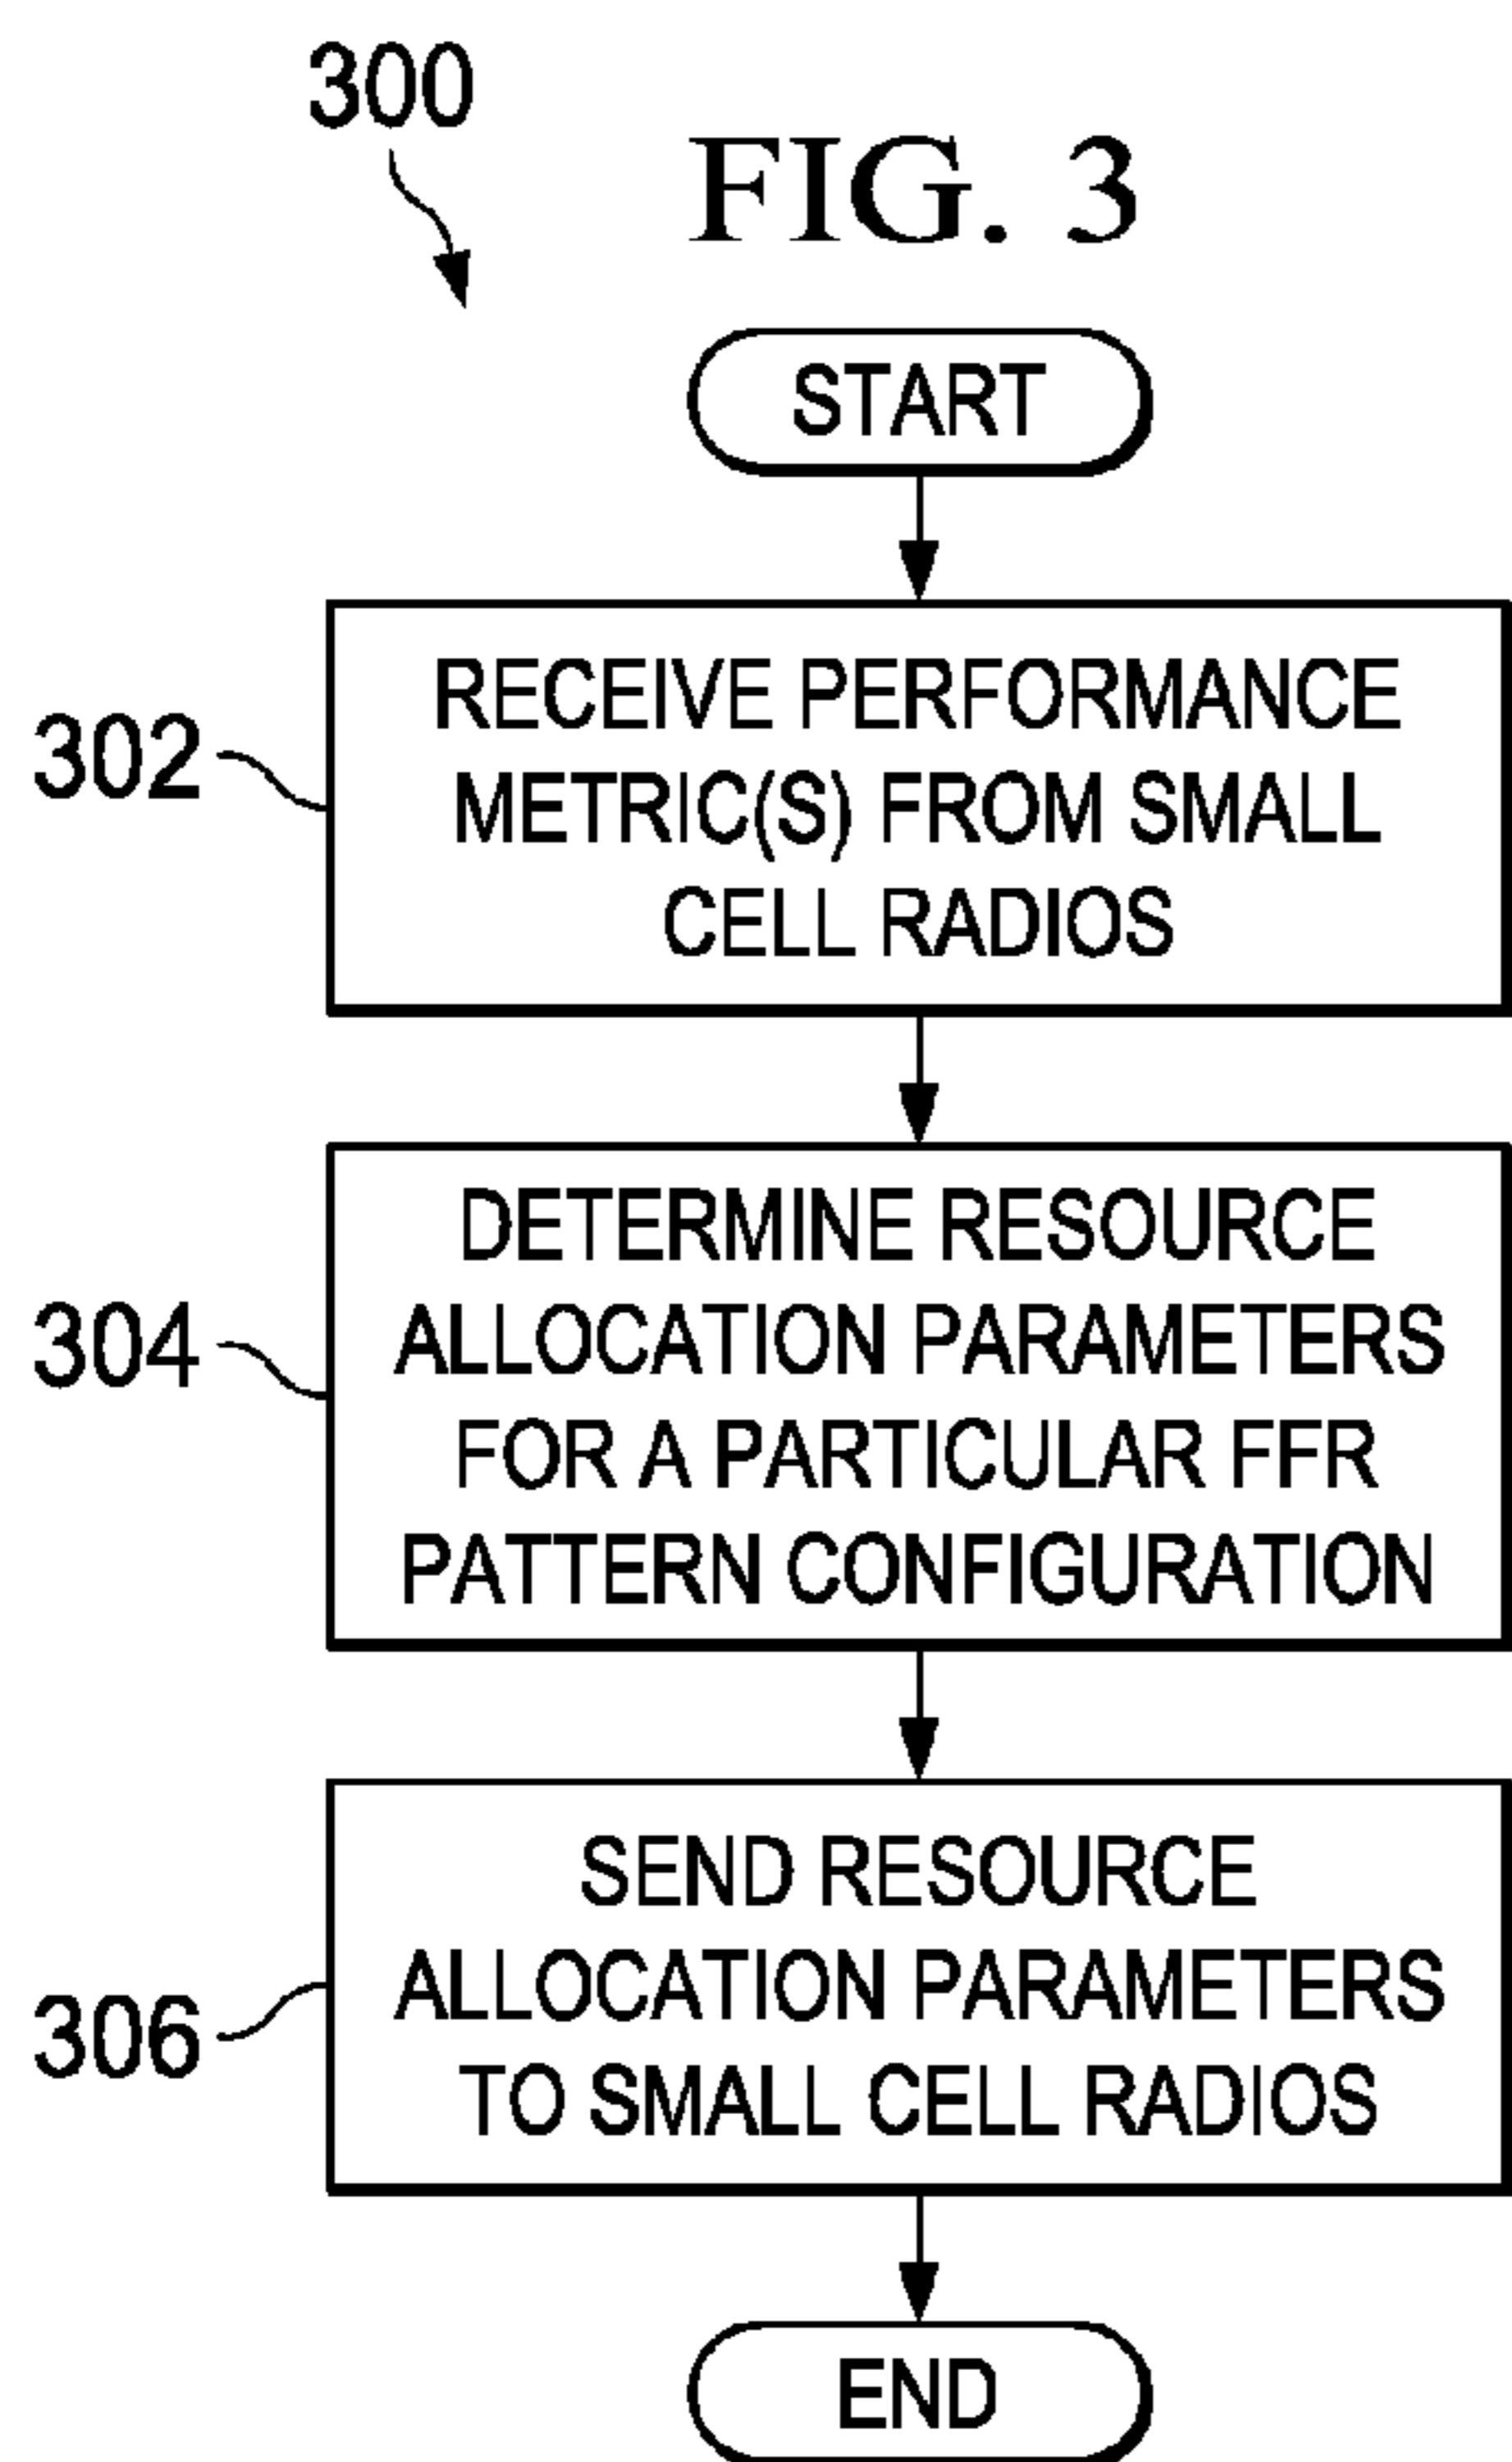 300
FIG. 3
START
302
RECEIVE PERFORMANCE
METRIC(S) FROM SMALL
CELL RADIOS
304
DETERMINE RESOURCE
ALLOCATION PARAMETERS
FOR A PARTICULAR FFR
PATTERN CONFIGURATION
306
SEND RESOURCE
ALLOCATION PARAMETERS
TO SMALL CELL RADIOS
END